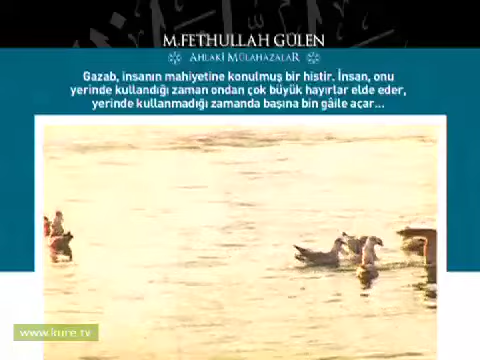 M.FETHULLAH GÜLEN
AHLAKİ MÜLAHAZALAR
Gazab, insanın mahiyetine konulmuş bir histir. İnsan, onu
yerinde kullandığı zaman ondan çok büyük hayırlar elde eder,
yerinde kullanmadığı zamanda başına bin gâile açar...
www.kure.tv